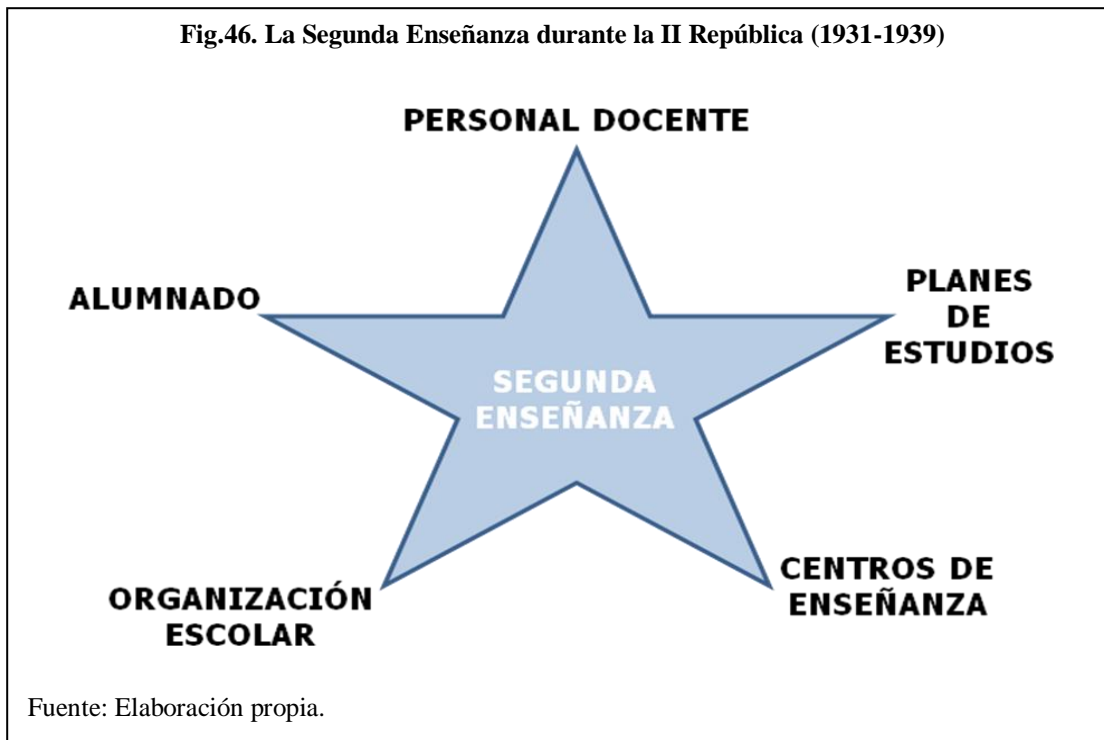 Fig.46. La Segunda Enseñanza durante la II República (1931-1939)
PERSONAL DOCENTE
ALUMNADO
PLANES
DE
ESTUDIOS
SEGUNDA
ENSEÑANZA
ORGANIZACIÓN
ESCOLAR
CENTROS DE
ENSEÑANZA
Fuente: Elaboración propia.